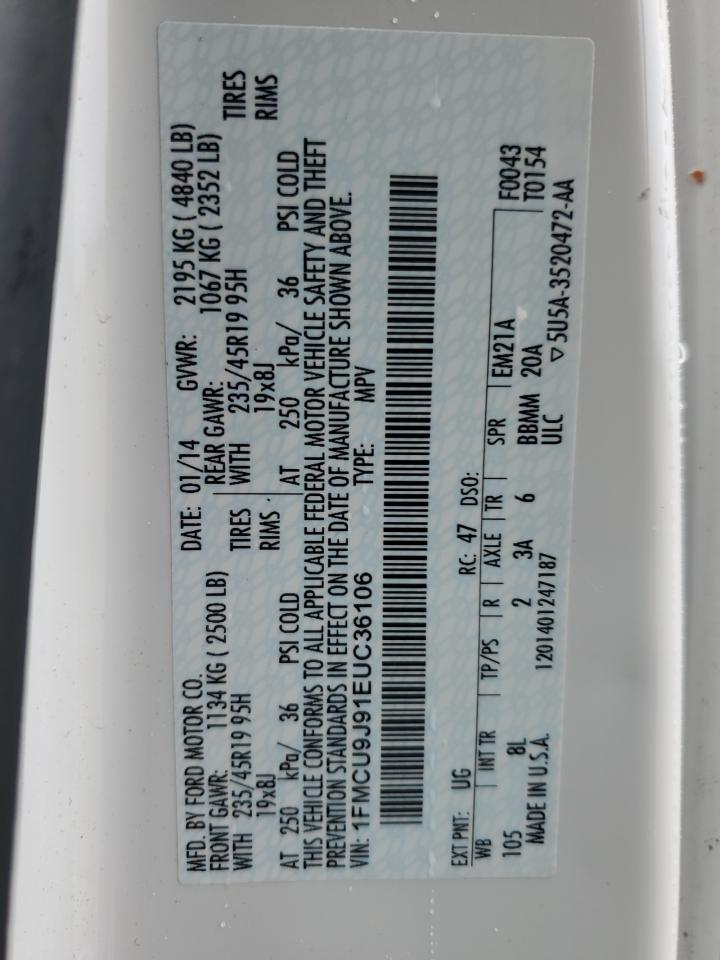 MFD. BY FORD MOTOR CO.
DATE: 01/14 GVWR: 2195 KG ( 4840 LB)
FRONT GAWR: 1134 KG ( 2500 LB)
REAR GAWR: 1067 KG ( 2352 LB)
WITH 235/45R19 95H TIRES
WITH 235/45R19 95H TIRES
19x8J RIMS
19x8J RIMS
AT 250 kPa/ 36 PSI COLD
AT 250 kPa/ 36 PSI COLD
THIS VEHICLE CONFORMS TO ALL APPLICABLE FEDERAL MOTOR VEHICLE SAFETY AND THEFT
PREVENTION STANDARDS IN EFFECT ON THE DATE OF MANUFACTURE SHOWN ABOVE.
VIN: 1FMCU9J91EUC36106 TYPE: MPV
EXT PNT: UG RC: 47 DSO: F0043
WB INT TR TP/PS R AXLE TR SPR EM21A T0154
105 8L 2 3A 6 BBMM 20A
MADE IN U.S.A. 1201401247187 ULC ▽5U5A-3520472-AA